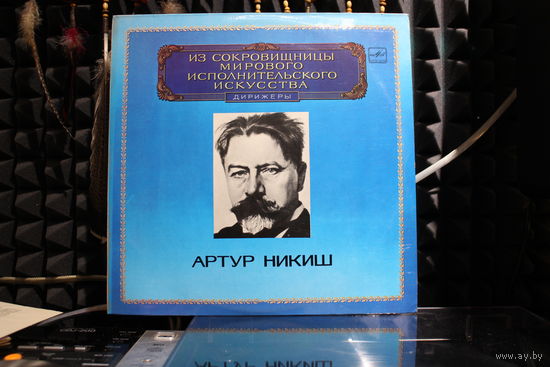 ИЗ СОКРОВИЩНИЦЫ
МИРОВОГО
ИСПОЛНИТЕЛЬСКОГО
ИСКУССТВА
ДИРИЖЕРЫ
АРТУР НИКИШ
www.ay.by